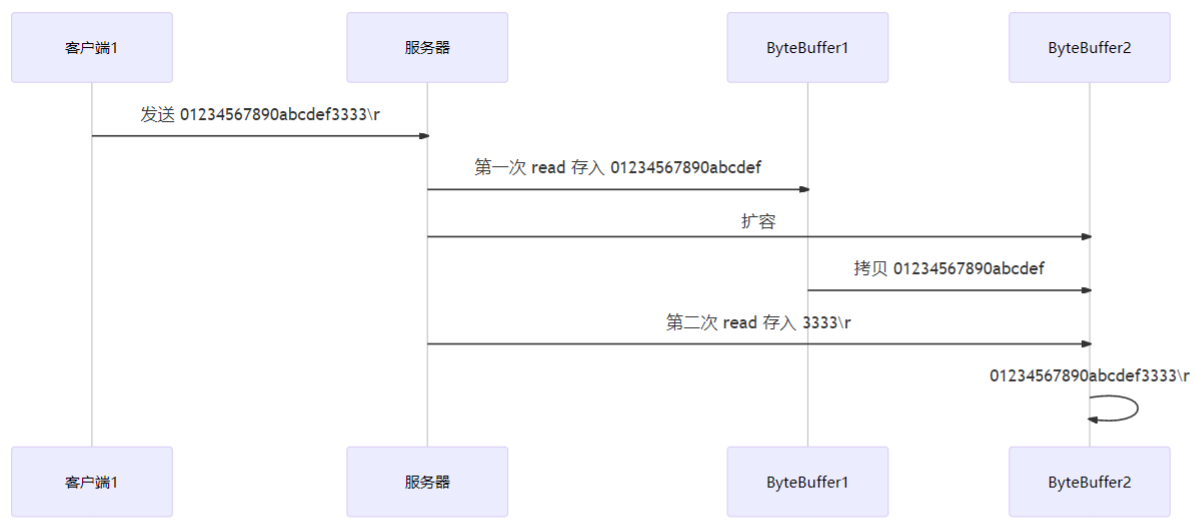 客户端1
服务器
ByteBuffer1
ByteBuffer2
发送 01234567890abcdef3333\r
第一次 read 存入 01234567890abcdef
扩容
拷贝 01234567890abcdef
第二次 read 存入 3333\r
01234567890abcdef3333\r
客户端1
服务器
ByteBuffer1
ByteBuffer2